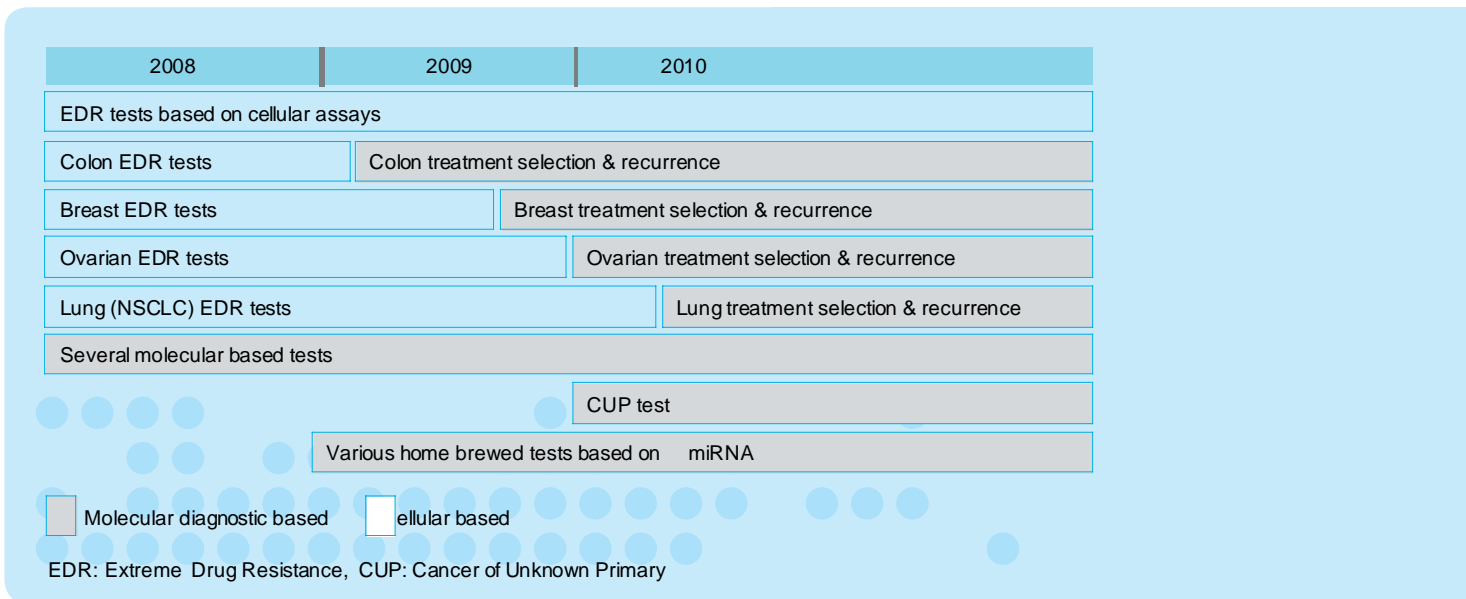 2008 2009 2010
EDR tests based on cellular assays
Colon EDR tests Colon treatment selection & recurrence
Breast EDR tests Breast treatment selection & recurrence
Ovarian EDR tests Ovarian treatment selection & recurrence
Lung (NSCLC) EDR tests Lung treatment selection & recurrence
Several molecular based tests
CUP test
Various home brewed tests based on miRNA
Molecular diagnostic based ellular based
EDR: Extreme Drug Resistance, CUP: Cancer of Unknown Primary